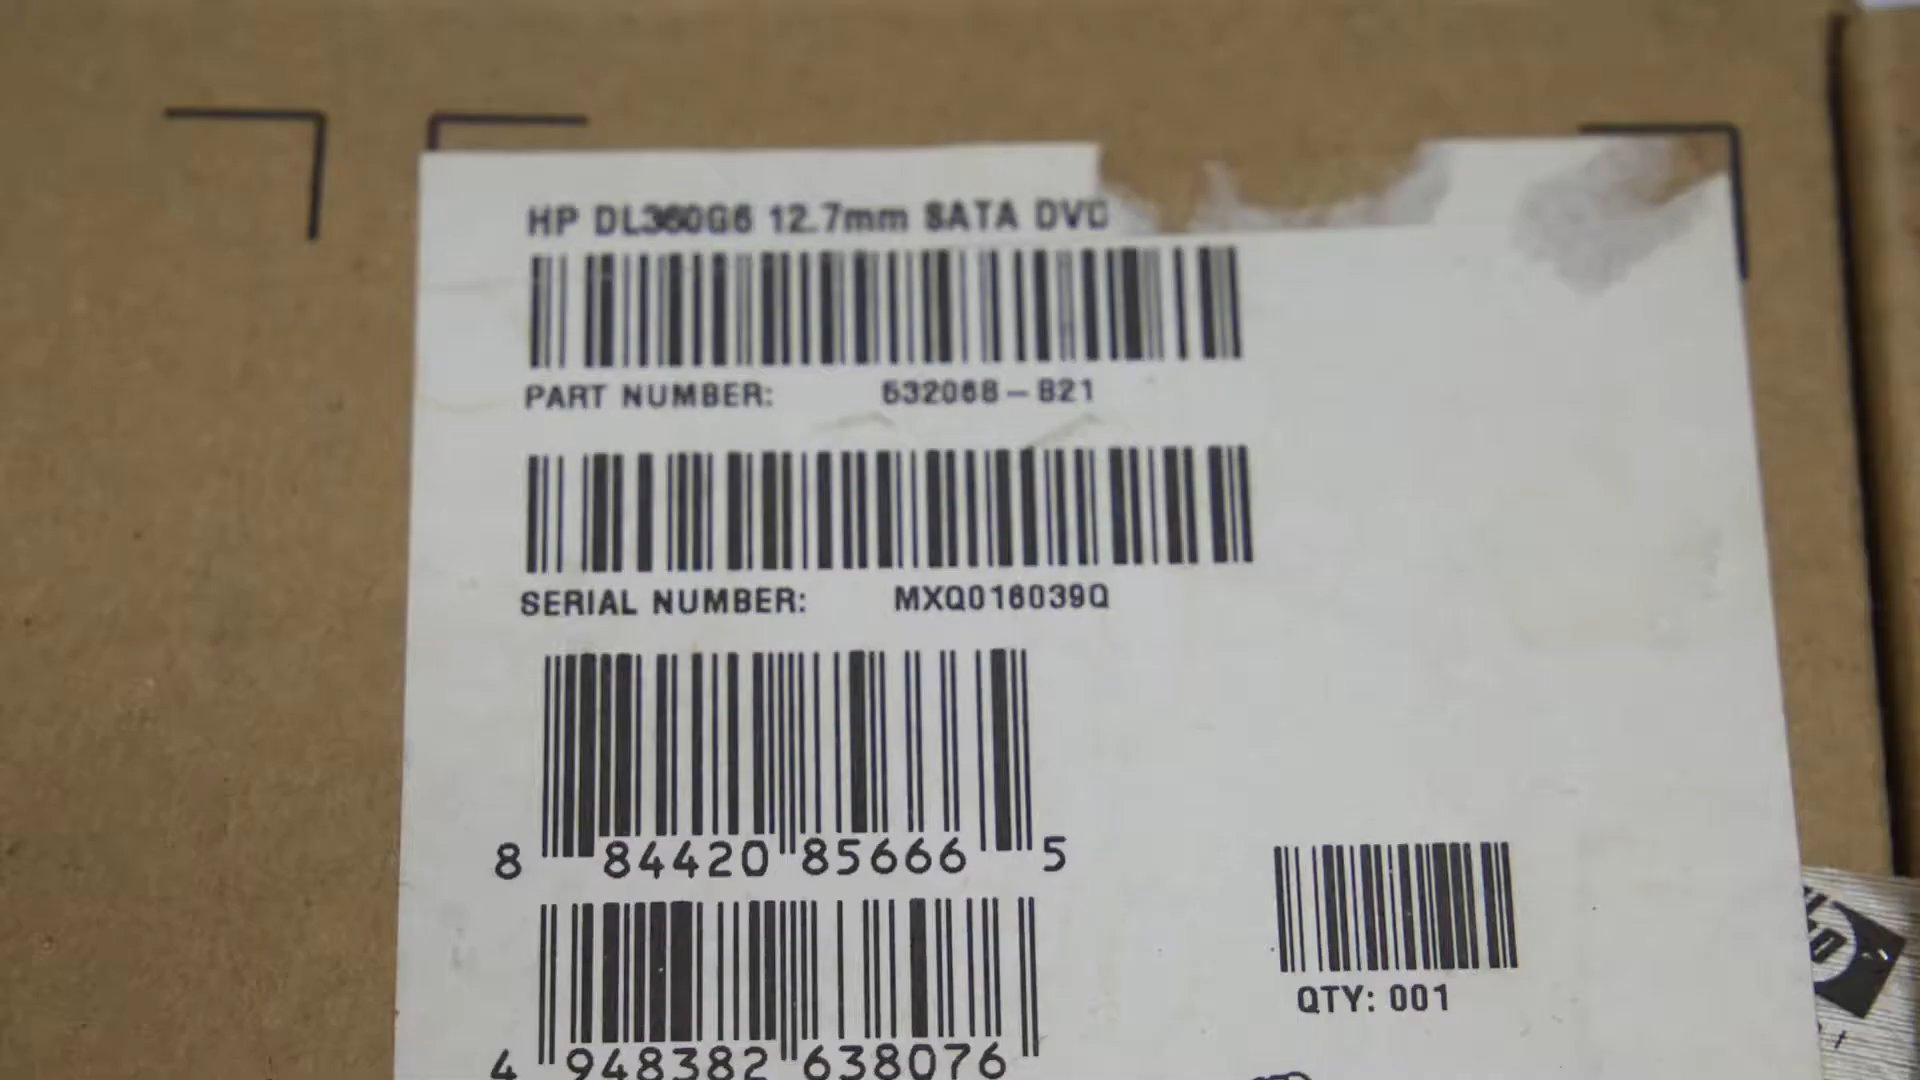 HP DL360G6 12.7mm SATA DVD
PART NUMBER: 532068-B21
SERIAL NUMBER: MXQ016039Q
8 84420 85666 5
4 948382 638076
QTY: 001